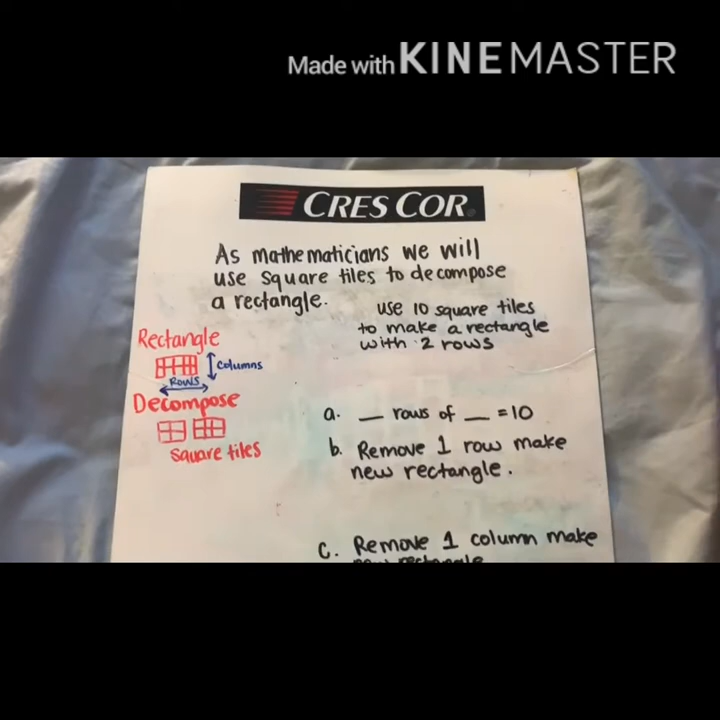 Made with KINEMASTER
CRES COR
As mathematicians we will
use square tiles to decompose
a rectangle.
use 10 square tiles
to make a rectangle
with 2 rows
Rectangle
columns
Rows
Decompose
square tiles
a. __ rows of __ = 10
b. Remove 1 row make
new rectangle.
c. Remove 1 column make